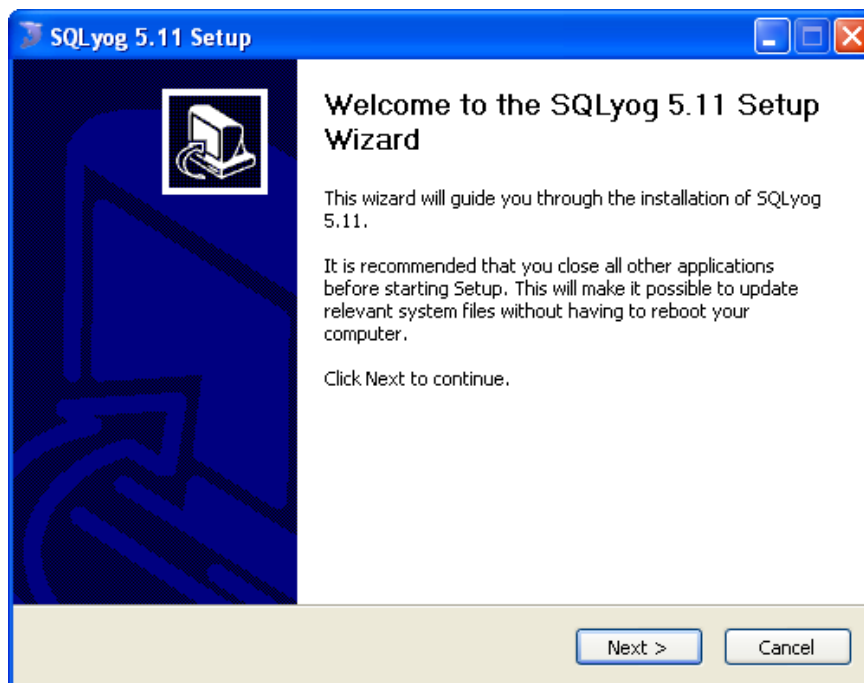 SQLyog 5.11 Setup
Welcome to the SQLyog 5.11 Setup
Wizard
This wizard will guide you through the installation of SQLyog
5.11.
It is recommended that you close all other applications
before starting Setup. This will make it possible to update
relevant system files without having to reboot your
computer.
Click Next to continue.
Next >
Cancel